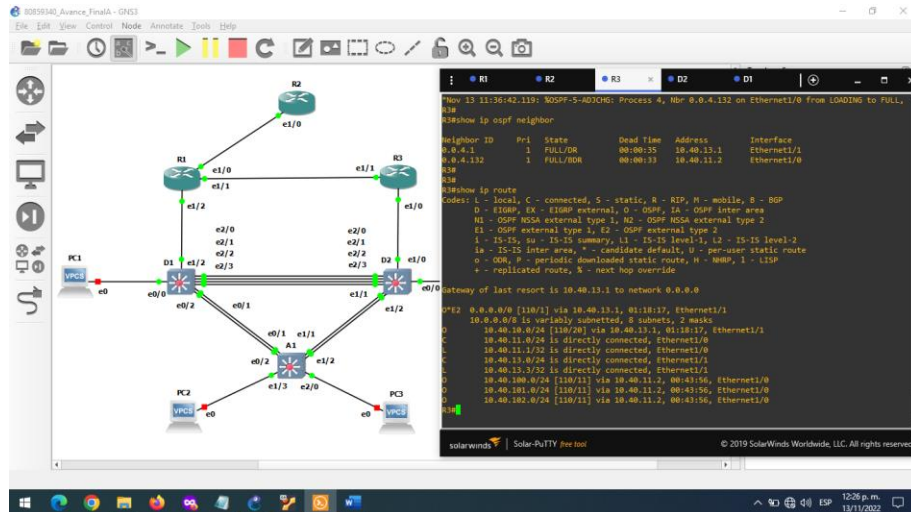 80859340_Avance_FinalA - GNS3
File Edit View Control Node Annotate Tools Help
R2
e1/0
R1
e1/0
e1/1
e1/1
R3
e1/2
e1/0
e2/0
e2/1
e2/2
e2/3
e2/0
e2/1
e2/2
e2/3
PC1
VPCS
e0
D1
e1/2
D2
e1/0
e0/0
e0/0
e0/2
e0/1
e1/1
e1/2
e0/1
e1/1
A1
e0/2
e1/2
PC2
VPCS
e0
e1/3
e2/0
PC3
VPCS
e0
R1
R2
R3
D2
D1
*Nov 13 11:36:42.119: %OSPF-5-ADJCHG: Process 4, Nbr 0.0.4.132 on Ethernet1/0 from LOADING to FULL,
R3#
R3#show ip ospf neighbor
Neighbor ID Pri State Dead Time Address Interface
0.0.4.1 1 FULL/DR 00:00:35 10.40.13.1 Ethernet1/1
0.0.4.132 1 FULL/BDR 00:00:33 10.40.11.2 Ethernet1/0
R3#
R3#
R3#show ip route
Codes: L - local, C - connected, S - static, R - RIP, M - mobile, B - BGP
D - EIGRP, EX - EIGRP external, O - OSPF, IA - OSPF inter area
N1 - OSPF NSSA external type 1, N2 - OSPF NSSA external type 2
E1 - OSPF external type 1, E2 - OSPF external type 2
i - IS-IS, su - IS-IS summary, L1 - IS-IS level-1, L2 - IS-IS level-2
ia - IS-IS inter area, * - candidate default, U - per-user static route
o - ODR, P - periodic downloaded static route, H - NHRP, l - LISP
+ - replicated route, % - next hop override
Gateway of last resort is 10.40.13.1 to network 0.0.0.0
O*E2 0.0.0.0/0 [110/1] via 10.40.13.1, 01:18:17, Ethernet1/1
10.0.0.0/8 is variably subnetted, 8 subnets, 2 masks
O 10.40.10.0/24 [110/20] via 10.40.13.1, 01:18:17, Ethernet1/1
C 10.40.11.0/24 is directly connected, Ethernet1/0
L 10.40.11.1/32 is directly connected, Ethernet1/0
C 10.40.13.0/24 is directly connected, Ethernet1/1
L 10.40.13.3/32 is directly connected, Ethernet1/1
O 10.40.100.0/24 [110/11] via 10.40.11.2, 00:43:56, Ethernet1/0
O 10.40.101.0/24 [110/11] via 10.40.11.2, 00:43:56, Ethernet1/0
O 10.40.102.0/24 [110/11] via 10.40.11.2, 00:43:56, Ethernet1/0
R3#
solarwinds Solar-PuTTY free tool © 2019 SolarWinds Worldwide, LLC. All rights reserved
ESP
12:26 p. m.
13/11/2022